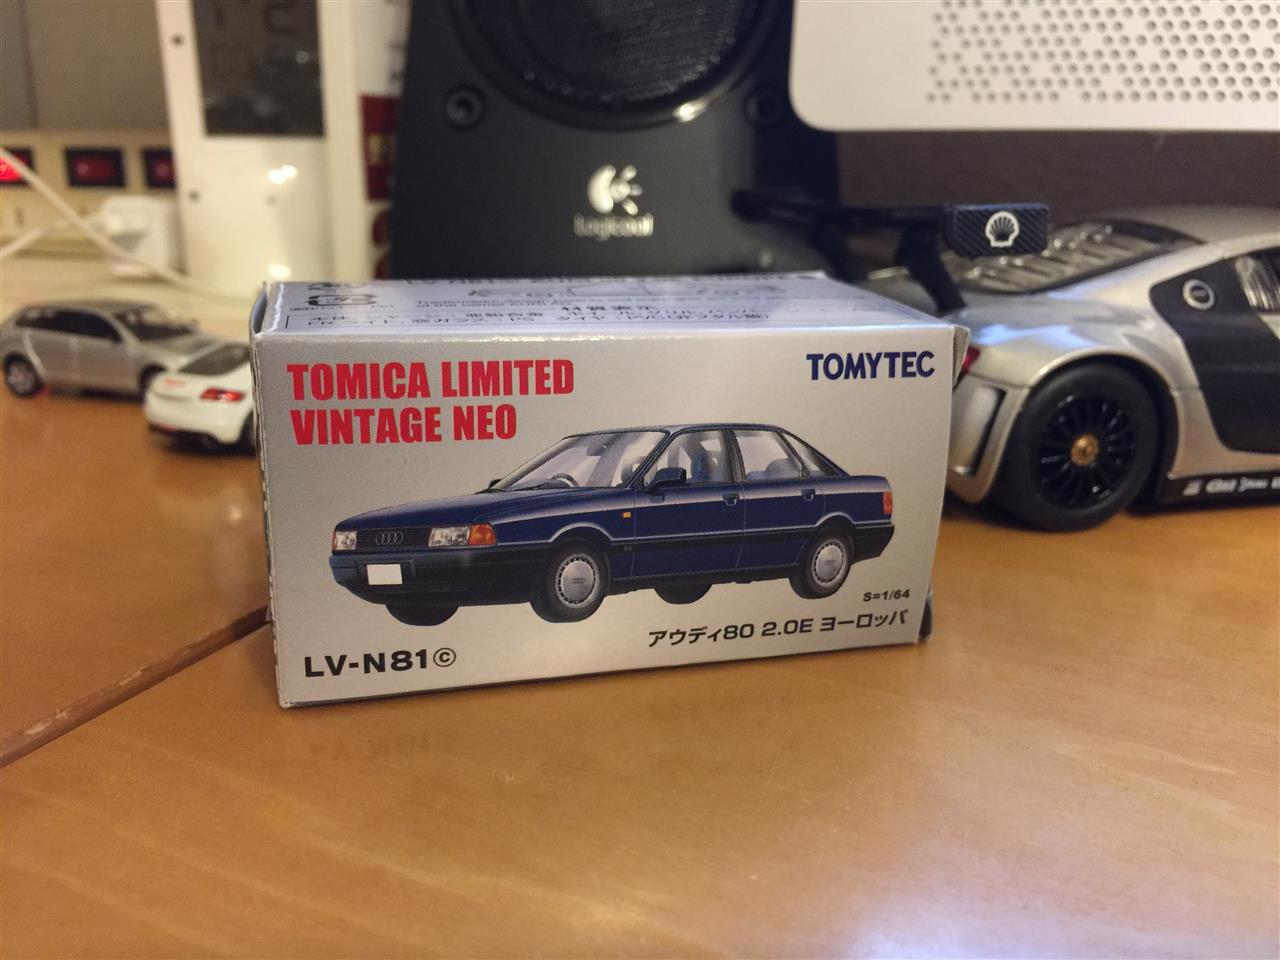 Logicool
TOMICA LIMITED
VINTAGE NEO
TOMYTEC
S=1/64
アウディ80 2.0E ヨーロッパ
LV-N81ⓒ